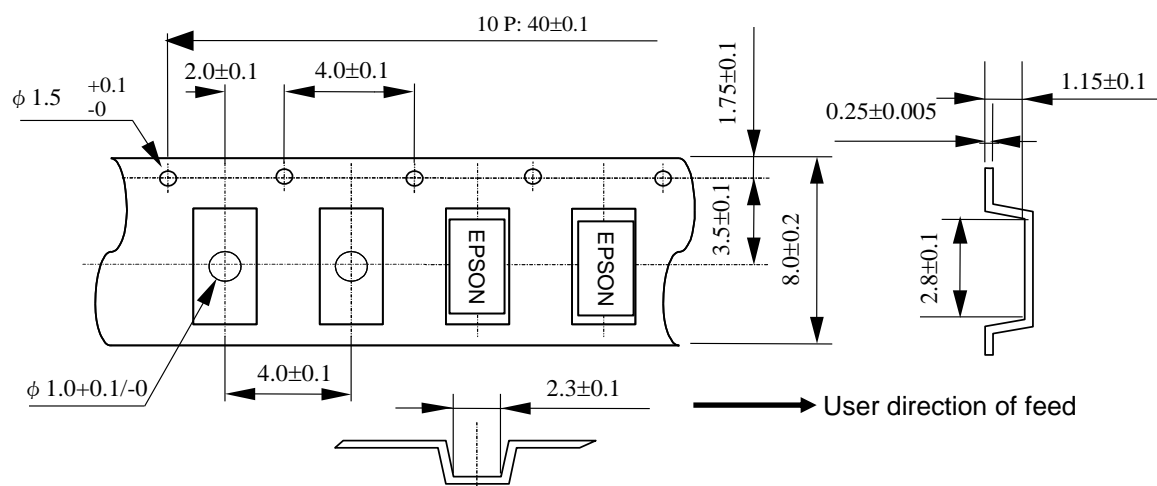 10 P: 40±0.1
2.0±0.1
4.0±0.1
1.75±0.1
1.15±0.1
ϕ 1.5 +0.1
-0
0.25±0.005
3.5±0.1
8.0±0.2
2.8±0.1
EPSON
EPSON
ϕ 1.0+0.1/-0
4.0±0.1
2.3±0.1
User direction of feed